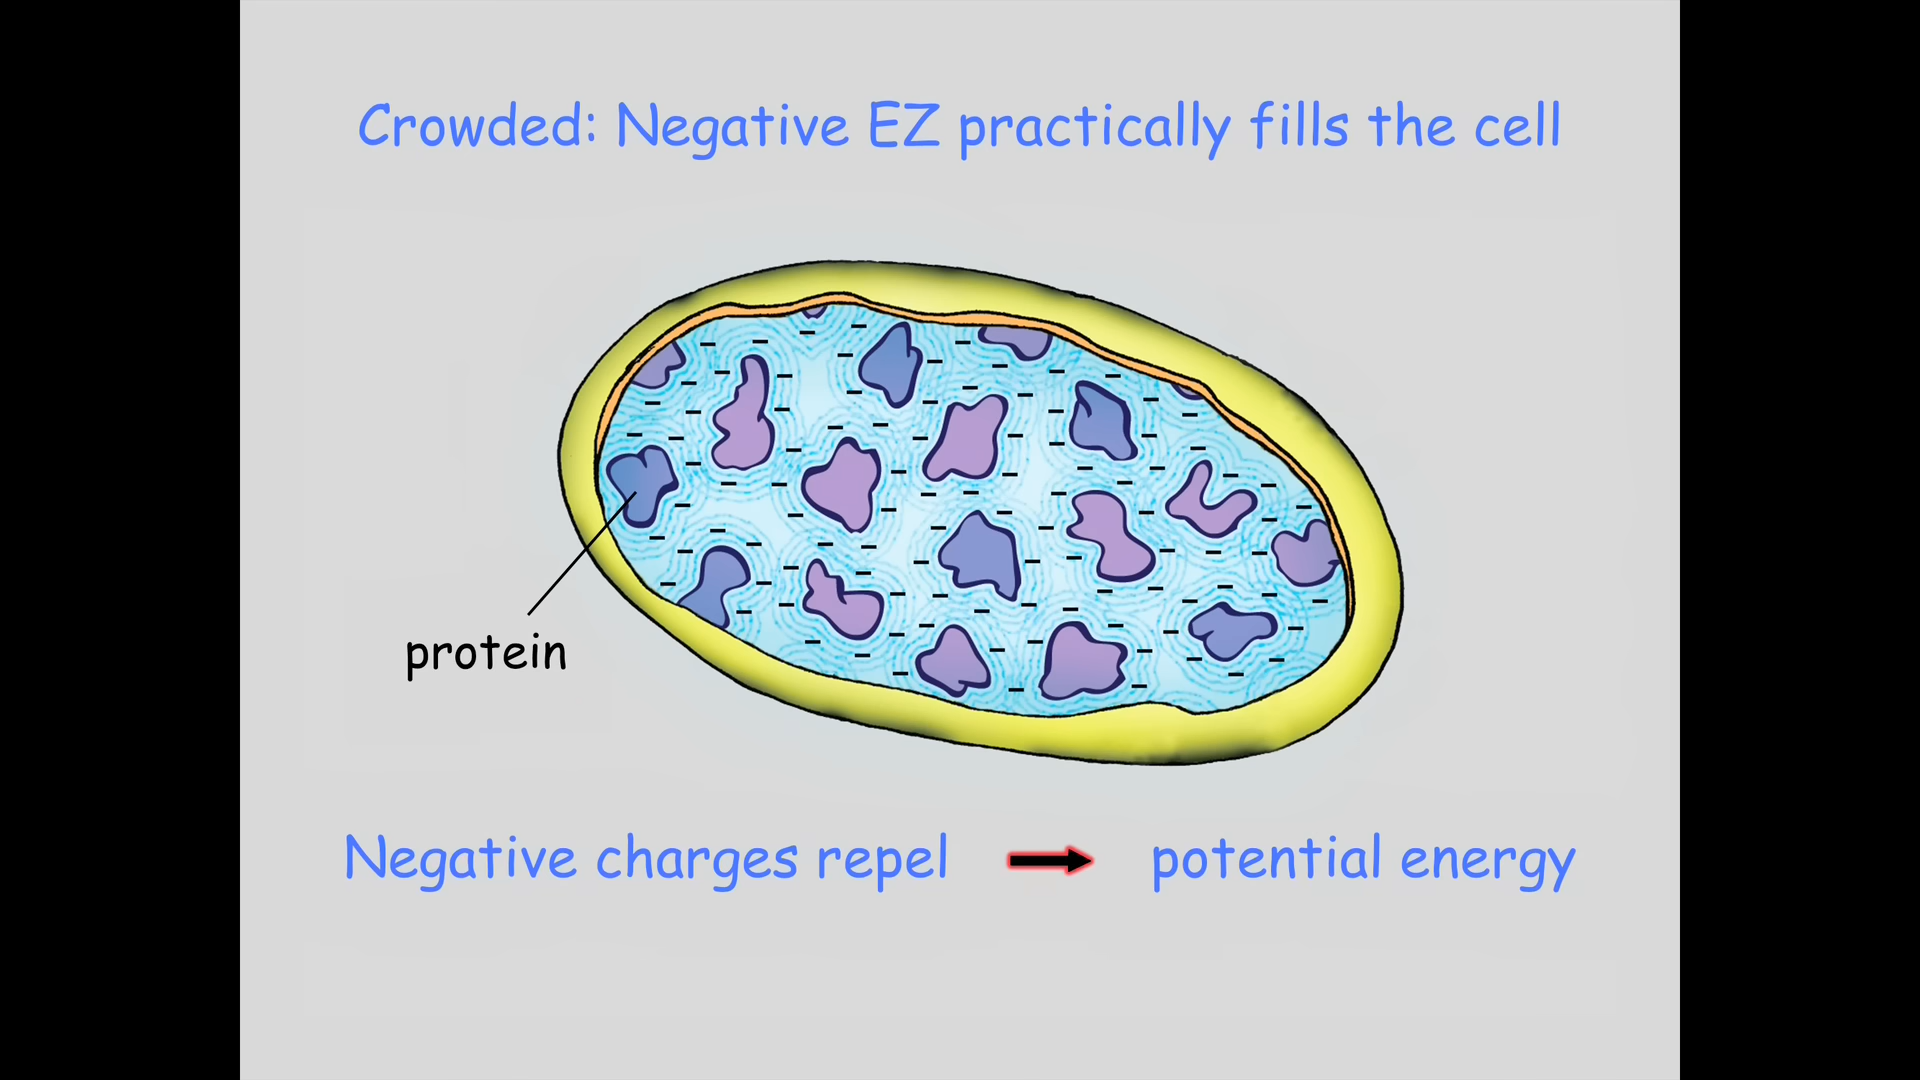 Crowded: Negative EZ practically fills the cell
protein
Negative charges repel → potential energy